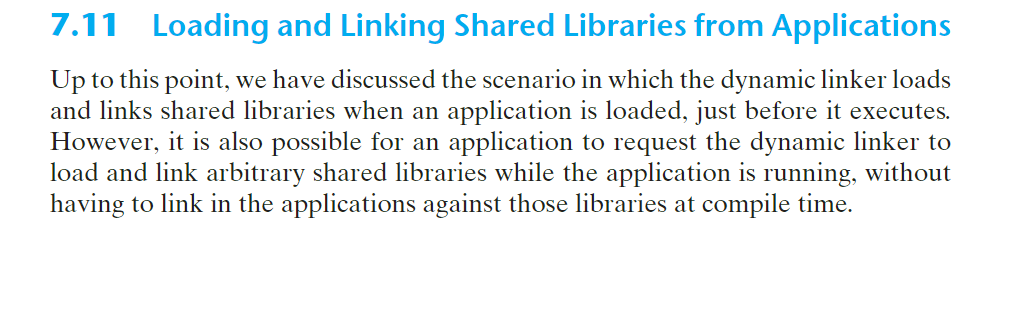 7.11 Loading and Linking Shared Libraries from Applications
Up to this point, we have discussed the scenario in which the dynamic linker loads
and links shared libraries when an application is loaded, just before it executes.
However, it is also possible for an application to request the dynamic linker to
load and link arbitrary shared libraries while the application is running, without
having to link in the applications against those libraries at compile time.